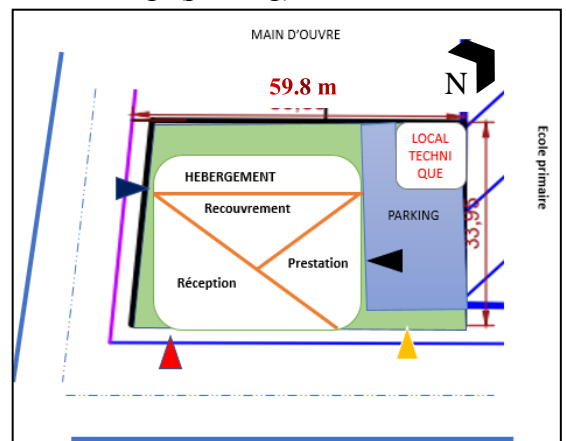 MAIN D'OUVRE
N
59.8 m
LOCAL
TECHNI
QUE
Ecole primaire
HEBERGEMENT
Recouvrement
PARKING
33,95
Prestation
Réception